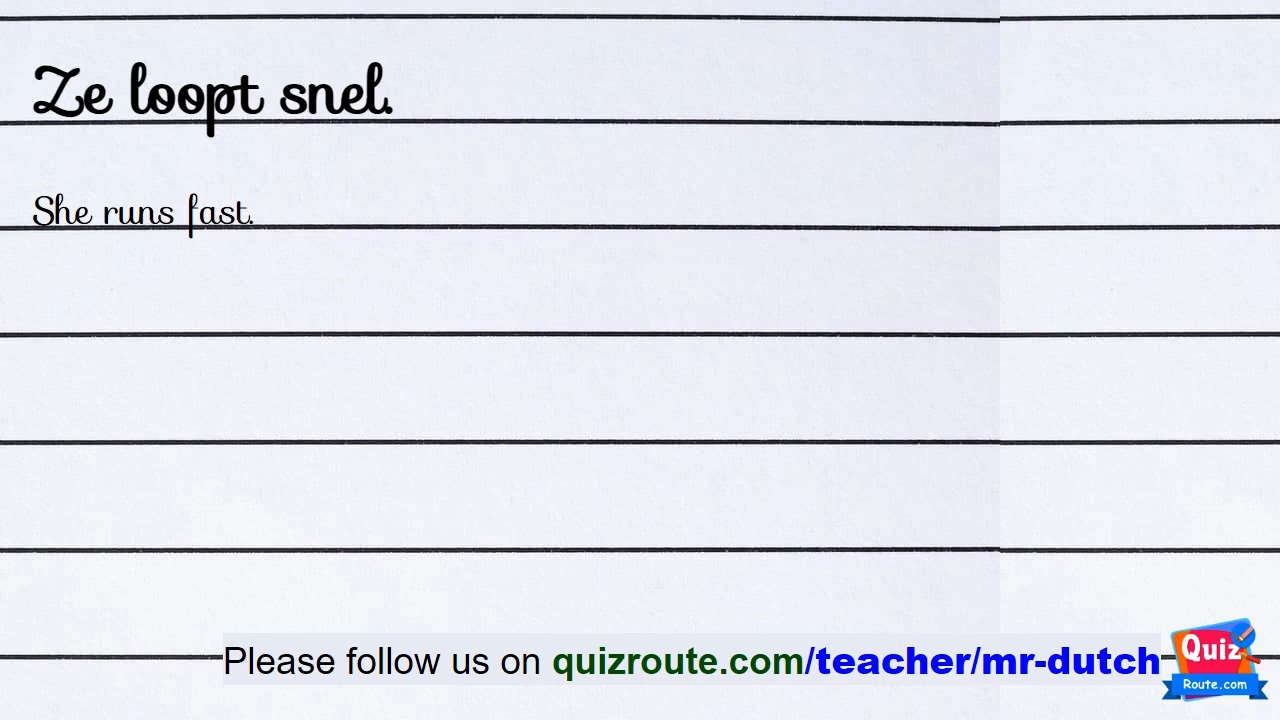 Ze loopt snel.
She runs fast.
Please follow us on quizroute.com/teacher/mr-dutch
Quiz
Route.com